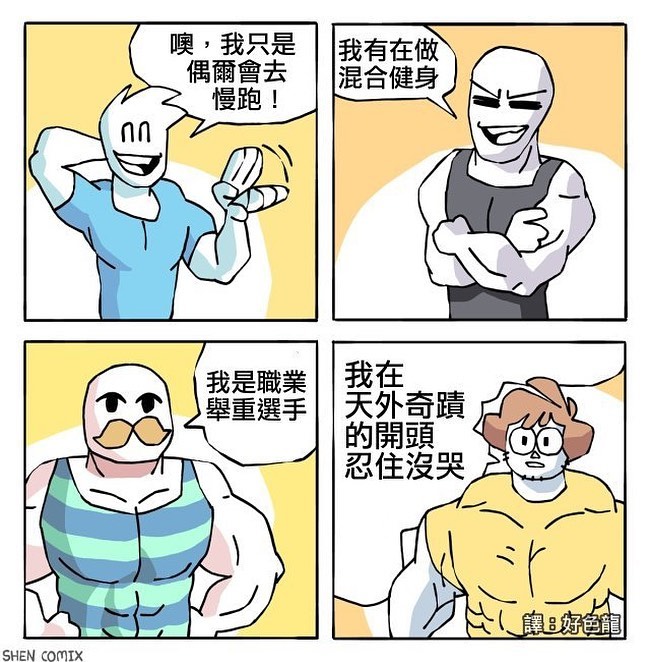 噢，我只是
偶爾會去
慢跑！
我有在做
混合健身
我是職業
舉重選手
我在
天外奇蹟
的開頭
忍住沒哭
譯：好色龍
SHEN COMIX